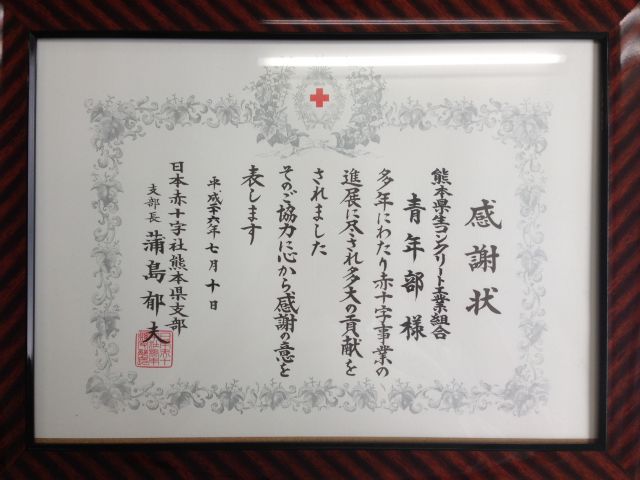 感謝状
熊本県生コンクリート工業組合
青年部様
多年にわたり赤十字事業の
進展に尽され多大の貢献を
されました
そのご協力に心から感謝の意を
表します
平成二十六年七月十日
日本赤十字社熊本県支部
支部長 蒲島郁夫